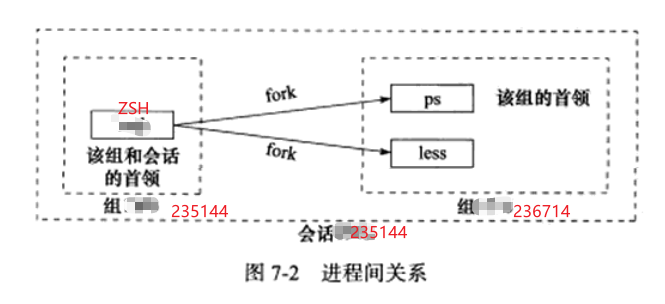 ZSH
fork
ps
该组的首领
fork
less
该组和会话
的首领
组 235144
组 236714
会话 235144
图 7-2 进程间关系